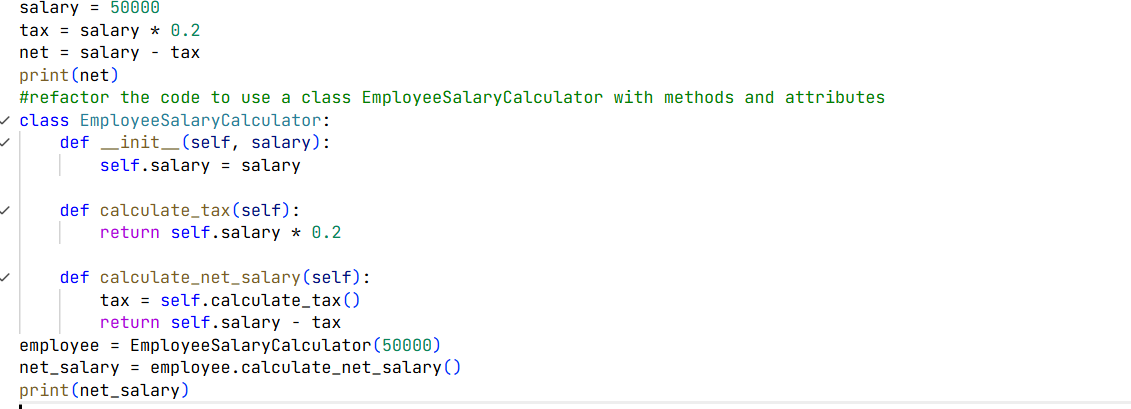 salary = 50000
tax = salary * 0.2
net = salary - tax
print(net)
#refactor the code to use a class EmployeeSalaryCalculator with methods and attributes
class EmployeeSalaryCalculator:
    def __init__(self, salary):
        self.salary = salary

    def calculate_tax(self):
        return self.salary * 0.2

    def calculate_net_salary(self):
        tax = self.calculate_tax()
        return self.salary - tax
employee = EmployeeSalaryCalculator(50000)
net_salary = employee.calculate_net_salary()
print(net_salary)